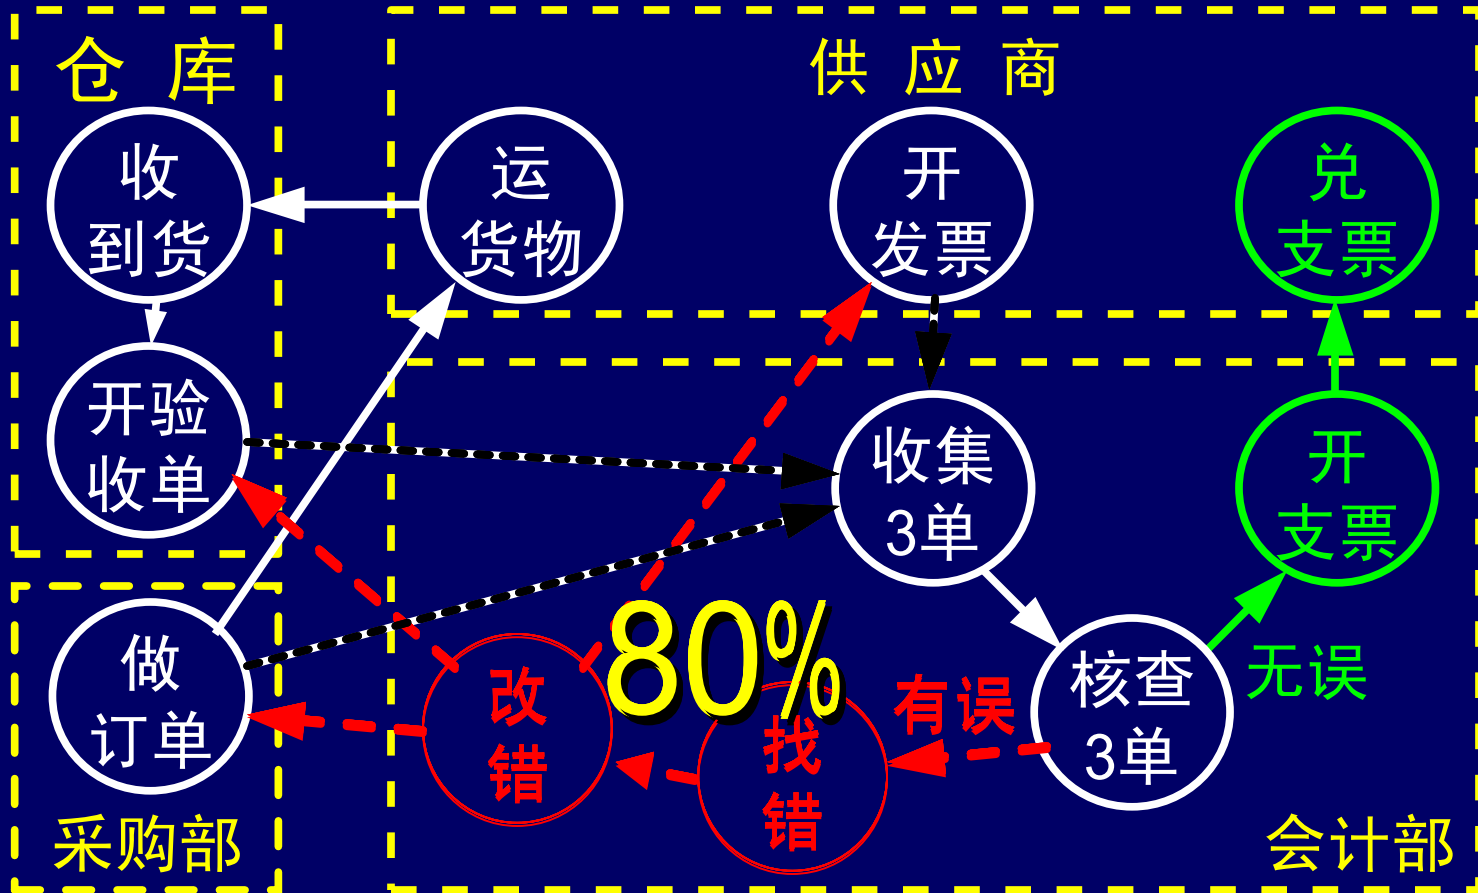 仓 库
供 应 商
收
到货
运
货物
开
发票
兑
支票
开验
收单
收集
3单
开
支票
做
订单
改
错
80%
找
错
有误
核查
3单
无误
采购部
会计部